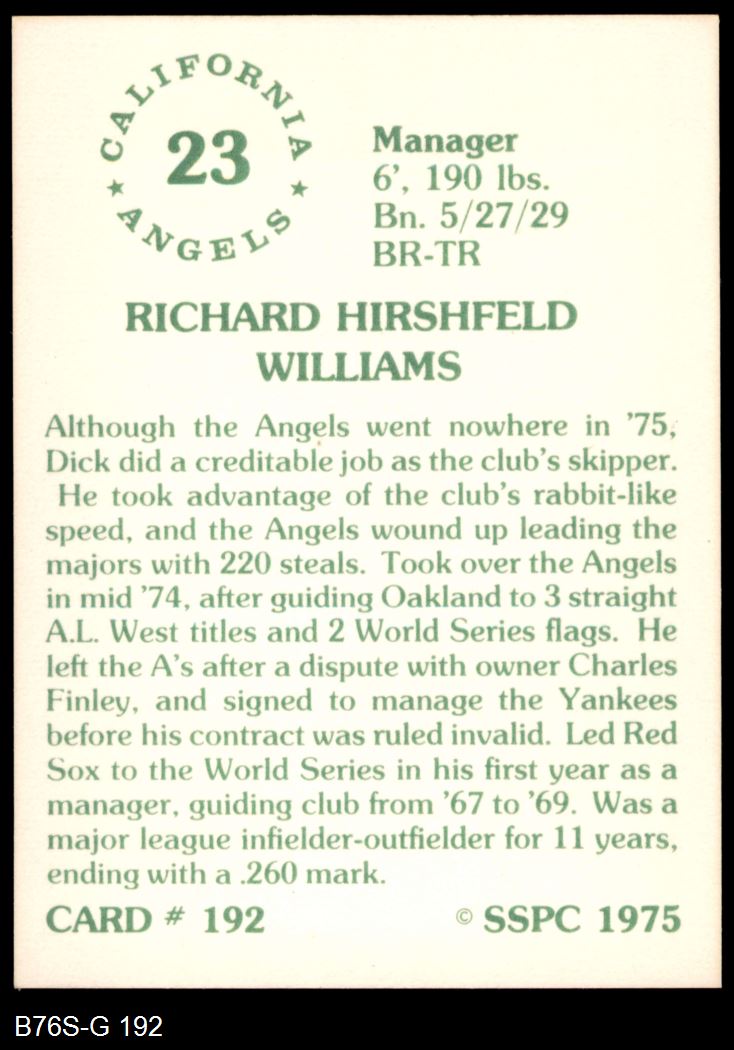 CALIFORNIA
23
ANGELS
Manager
6', 190 lbs.
Bn. 5/27/29
BR-TR
RICHARD HIRSHFELD
WILLIAMS
Although the Angels went nowhere in '75,
Dick did a creditable job as the club's skipper.
He took advantage of the club's rabbit-like
speed, and the Angels wound up leading the
majors with 220 steals. Took over the Angels
in mid '74, after guiding Oakland to 3 straight
A.L. West titles and 2 World Series flags. He
left the A's after a dispute with owner Charles
Finley, and signed to manage the Yankees
before his contract was ruled invalid. Led Red
Sox to the World Series in his first year as a
manager, guiding club from '67 to '69. Was a
major league infielder-outfielder for 11 years,
ending with a .260 mark.
CARD # 192 © SSPC 1975
B76S-G 192